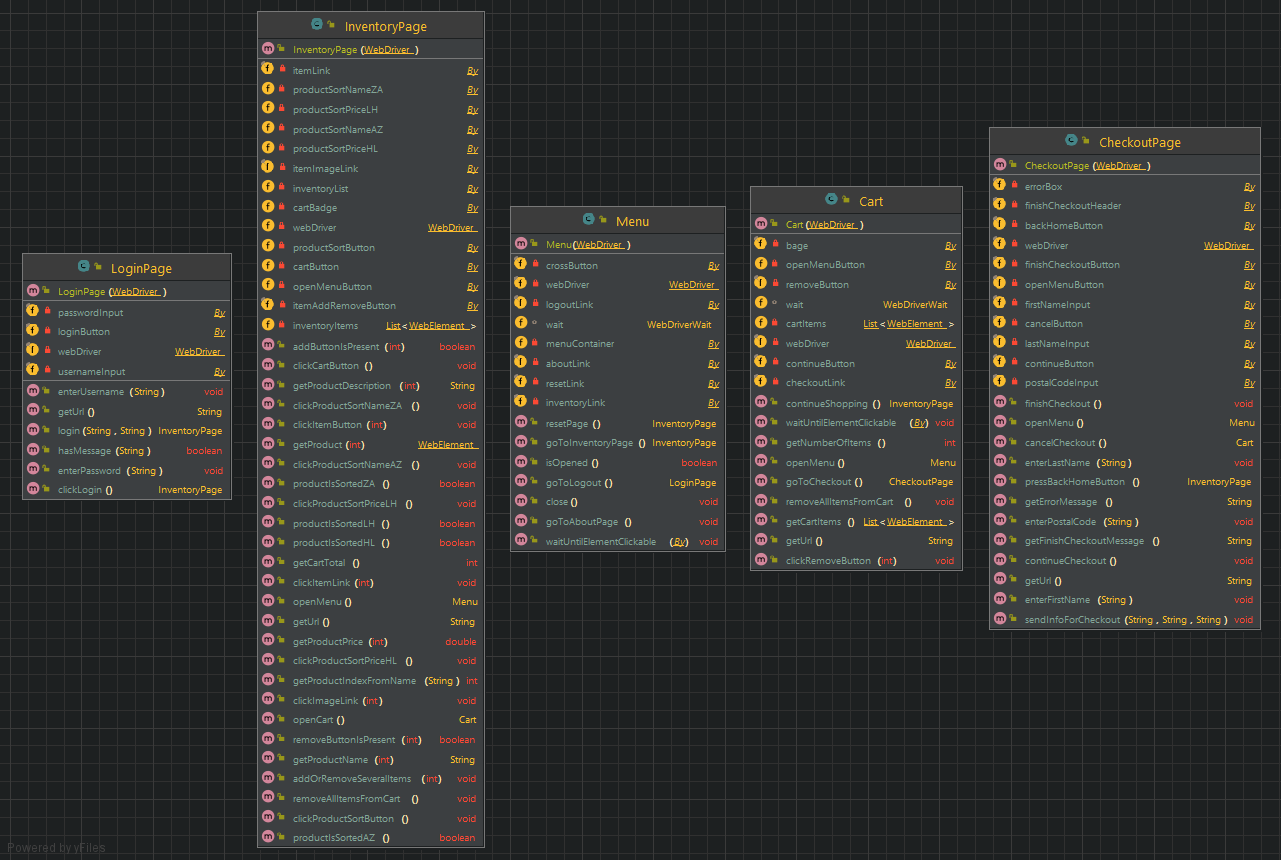 LoginPage
LoginPage (WebDriver )
passwordInput By
loginButton By
webDriver WebDriver
usernameInput By
enterUsername (String ) void
getUrl () String
login (String , String ) InventoryPage
hasMessage (String ) boolean
enterPassword (String ) void
clickLogin () InventoryPage
InventoryPage
InventoryPage (WebDriver )
itemLink By
productSortNameZA By
productSortPriceLH By
productSortNameAZ By
productSortPriceHL By
itemImageLink By
inventoryList By
cartBadge By
webDriver WebDriver
productSortButton By
cartButton By
openMenuButton By
itemAddRemoveButton By
inventoryItems List < WebElement >
addButtonIsPresent (int) boolean
clickCartButton () void
getProductDescription (int) String
clickProductSortNameZA () void
clickItemButton (int) void
getProduct (int) WebElement
clickProductSortNameAZ () void
productIsSortedZA () boolean
clickProductSortPriceLH () void
productIsSortedLH () boolean
productIsSortedHL () boolean
getCartTotal () int
clickItemLink (int) void
openMenu () Menu
getUrl () String
getProductPrice (int) double
clickProductSortPriceHL () void
getProductIndexFromName (String ) int
clickImageLink (int) void
openCart () Cart
removeButtonIsPresent (int) boolean
getProductName (int) String
addOrRemoveSeveralItems (int) void
removeAllItemsFromCart () void
clickProductSortButton () void
productIsSortedAZ () boolean
Menu
Menu(WebDriver )
crossButton By
webDriver WebDriver
logoutLink By
wait WebDriverWait
menuContainer By
aboutLink By
resetLink By
inventoryLink By
resetPage () InventoryPage
goToInventoryPage () InventoryPage
isOpened () boolean
goToLogout () LoginPage
close () void
goToAboutPage () void
waitUntilElementClickable (By) void
Cart
Cart (WebDriver )
bage By
openMenuButton By
removeButton By
wait WebDriverWait
cartItems List < WebElement >
webDriver WebDriver
continueButton By
checkoutLink By
continueShopping () InventoryPage
waitUntilElementClickable (By) void
getNumberOfItems () int
openMenu () Menu
goToCheckout () CheckoutPage
removeAllItemsFromCart () void
getCartItems () List < WebElement >
getUrl () String
clickRemoveButton (int) void
CheckoutPage
CheckoutPage (WebDriver )
errorBox By
finishCheckoutHeader By
backHomeButton By
webDriver WebDriver
finishCheckoutButton By
openMenuButton By
firstNameInput By
cancelButton By
lastNameInput By
continueButton By
postalCodeInput By
finishCheckout () void
openMenu () Menu
cancelCheckout () Cart
enterLastName (String ) void
pressBackHomeButton () InventoryPage
getErrorMessage () String
enterPostalCode (String ) void
getFinishCheckoutMessage () String
continueCheckout () void
getUrl () String
enterFirstName (String ) void
sendInfoForCheckout (String , String , String ) void
Powered by yFiles